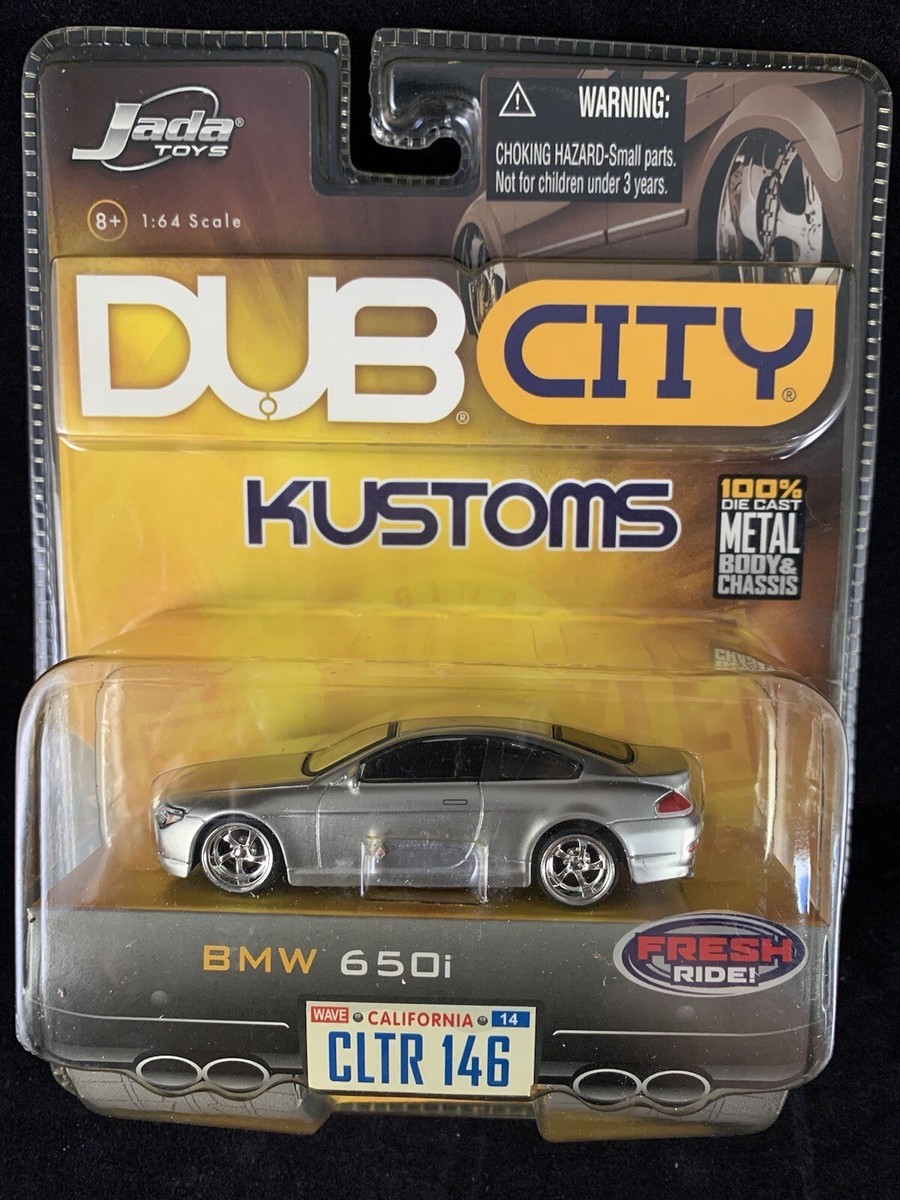 Jada®
TOYS
WARNING:
CHOKING HAZARD-Small parts.
Not for children under 3 years.
8+ 1:64 Scale
DUB® CITY®
KUSTOMS
100%
DIE CAST
METAL
BODY&
CHASSIS
BMW 650i
FRESH
RIDE!
WAVE CALIFORNIA 14
CLTR 146